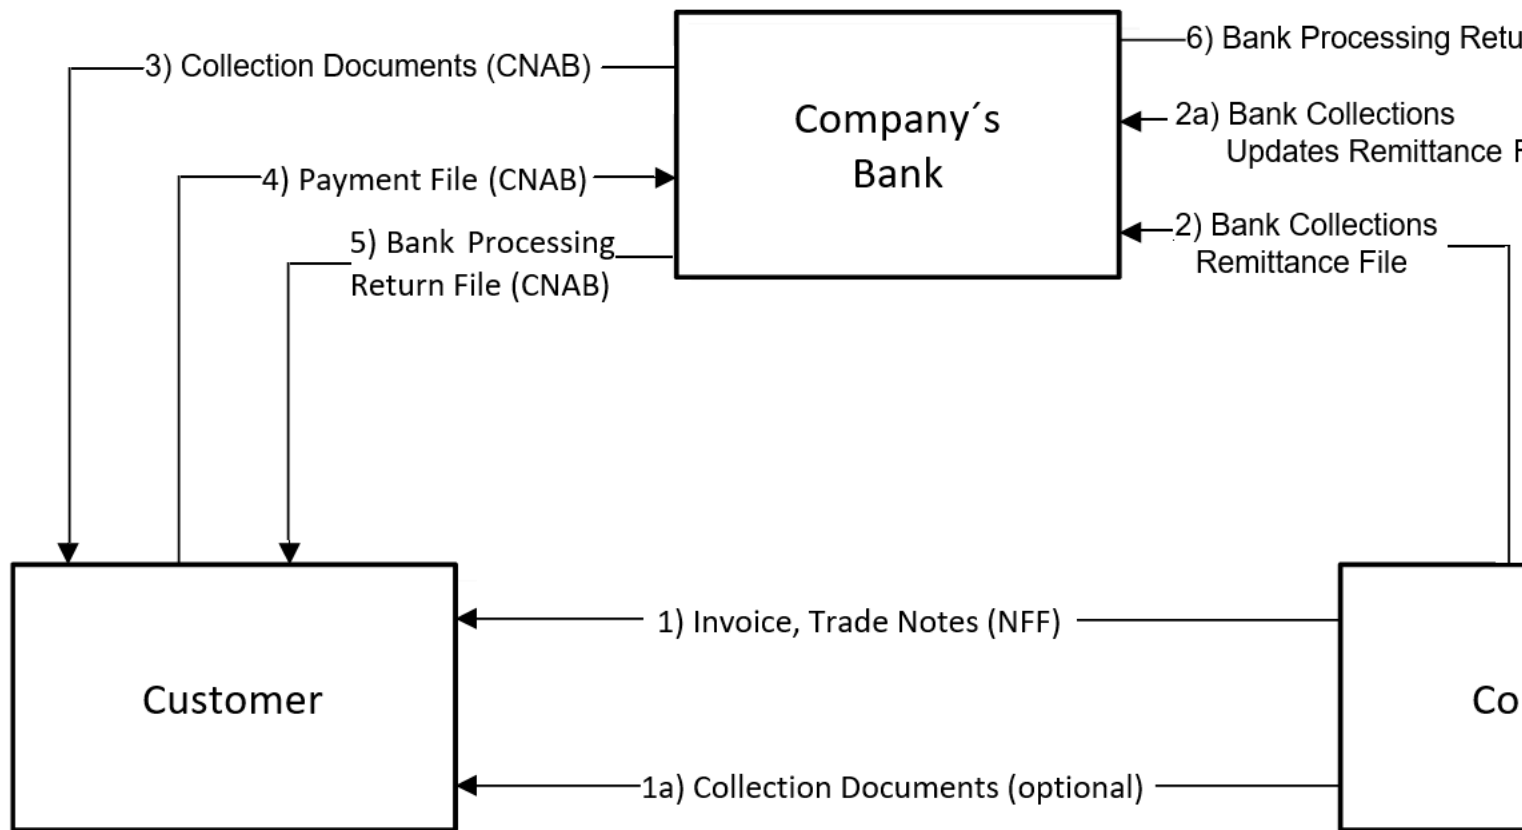 3) Collection Documents (CNAB)
6) Bank Processing
Company´s
Bank
2a) Bank Collections
Updates Remittance
4) Payment File (CNAB)
5) Bank Processing
Return File (CNAB)
2) Bank Collections
Remittance File
1) Invoice, Trade Notes (NFF)
Customer
1a) Collection Documents (optional)